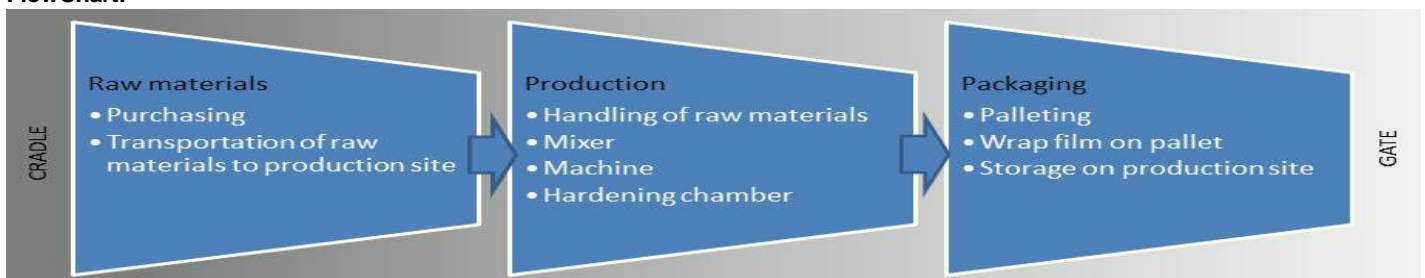 CRADLE
Raw materials
• Purchasing
• Transportation of raw
materials to production site
Production
• Handling of raw materials
• Mixer
• Machine
• Hardening chamber
Packaging
• Palleting
• Wrap film on pallet
• Storage on production site
GATE